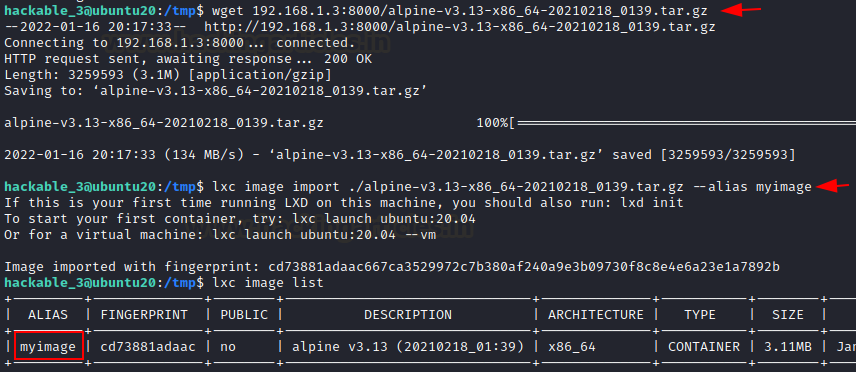 hackable_3@ubuntu20:/tmp$ wget 192.168.1.3:8000/alpine-v3.13-x86_64-20210218_0139.tar.gz
--2022-01-16 20:17:33--  http://192.168.1.3:8000/alpine-v3.13-x86_64-20210218_0139.tar.gz
Connecting to 192.168.1.3:8000... connected.
HTTP request sent, awaiting response... 200 OK
Length: 3259593 (3.1M) [application/gzip]
Saving to: ‘alpine-v3.13-x86_64-20210218_0139.tar.gz’
alpine-v3.13-x86_64-20210218_0139.tar.gz 100%[==========================================
2022-01-16 20:17:33 (134 MB/s) - ‘alpine-v3.13-x86_64-20210218_0139.tar.gz’ saved [3259593/3259593]
hackable_3@ubuntu20:/tmp$ lxc image import ./alpine-v3.13-x86_64-20210218_0139.tar.gz --alias myimage
If this is your first time running LXD on this machine, you should also run: lxd init
To start your first container, try: lxc launch ubuntu:20.04
Or for a virtual machine: lxc launch ubuntu:20.04 --vm
Image imported with fingerprint: cd73881adaac667ca3529972c7b380af240a9e3b09730f8c8e4e6a23e1a7892b
hackable_3@ubuntu20:/tmp$ lxc image list
| ALIAS | FINGERPRINT | PUBLIC | DESCRIPTION | ARCHITECTURE | TYPE | SIZE |
| myimage | cd73881adaac | no | alpine v3.13 (20210218_01:39) | x86_64 | CONTAINER | 3.11MB | Jan